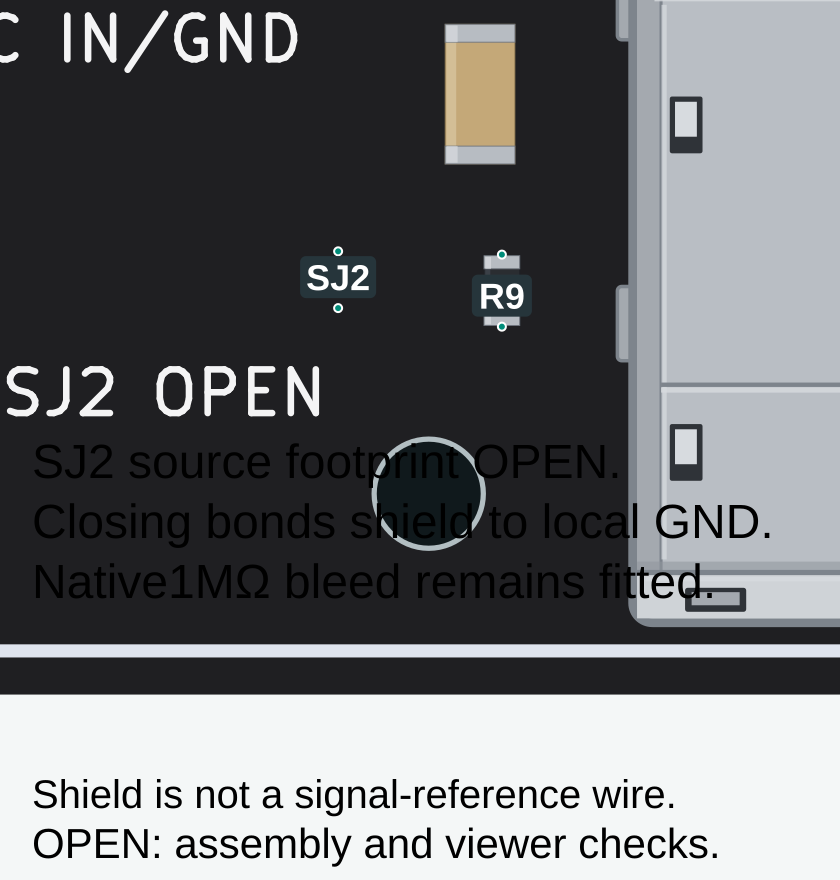 C IN/GND
SJ2
R9
SJ2 OPEN
SJ2 source footprint OPEN.
Closing bonds shield to local GND.
Native1MΩ bleed remains fitted.
Shield is not a signal-reference wire.
OPEN: assembly and viewer checks.